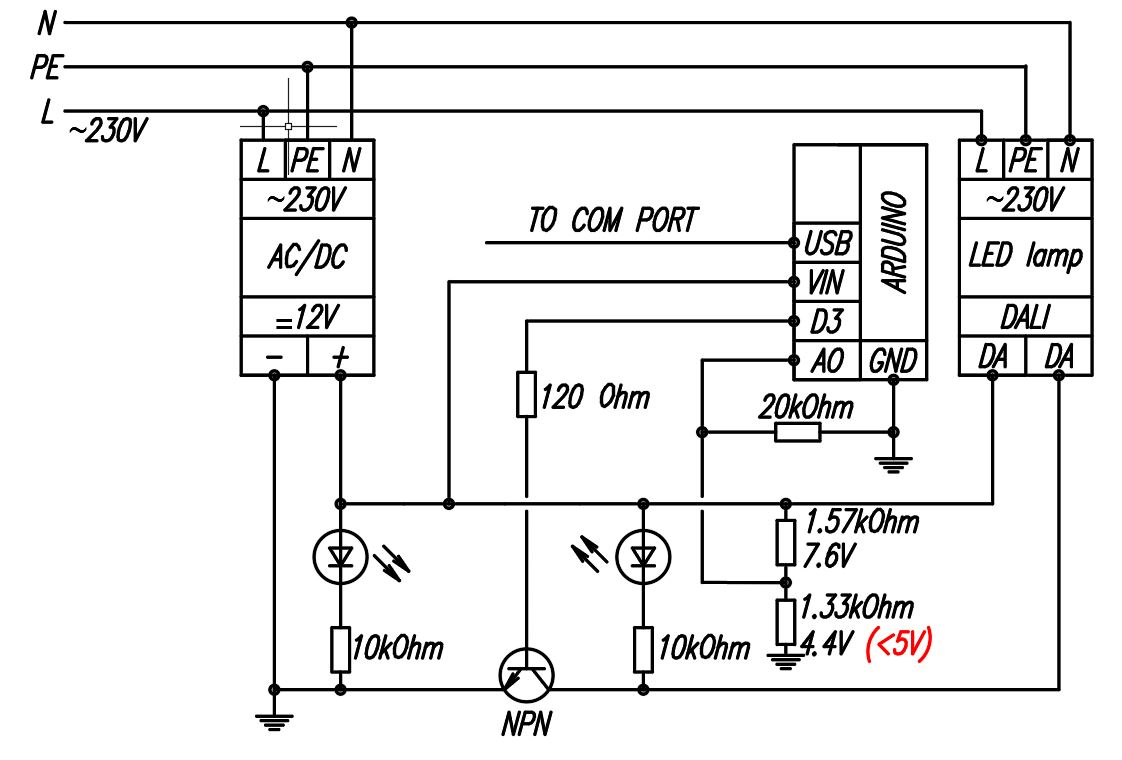 N
PE
L
~230V
L PE N
~230V
AC/DC
=12V
- +
TO COM PORT
USB
VIN
D3
A0
GND
ARDUINO
L PE N
~230V
LED lamp
DALI
DA DA
120 Ohm
20kOhm
1.57kOhm
7.6V
1.33kOhm
4.4V (<5V)
10kOhm
10kOhm
NPN